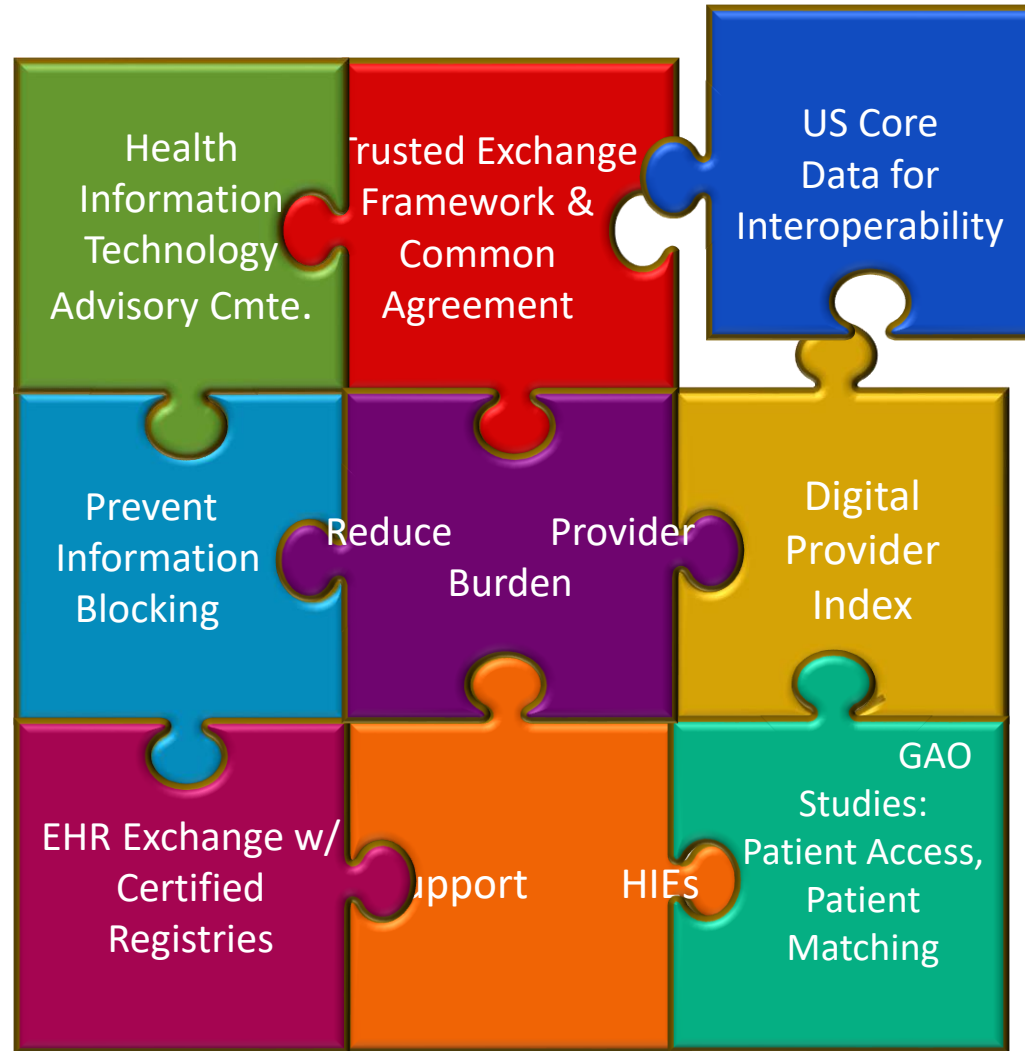 Health
Information
Technology
Advisory Cmte.
Trusted Exchange
Framework &
Common
Agreement
US Core
Data for
Interoperability
Prevent
Information
Blocking
Reduce Provider
Burden
Digital
Provider
Index
EHR Exchange w/
Certified
Registries
upport HIEs
GAO
Studies:
Patient Access,
Patient
Matching